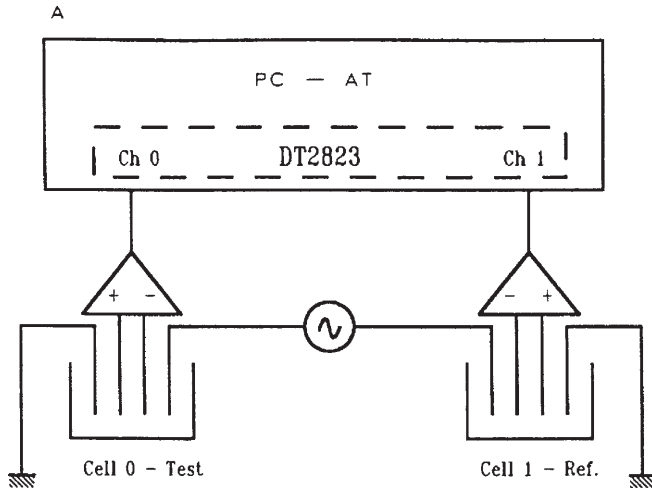 A
PC – AT
Ch 0 DT2823 Ch 1
+ - - +
Cell 0 - Test Cell 1 - Ref.